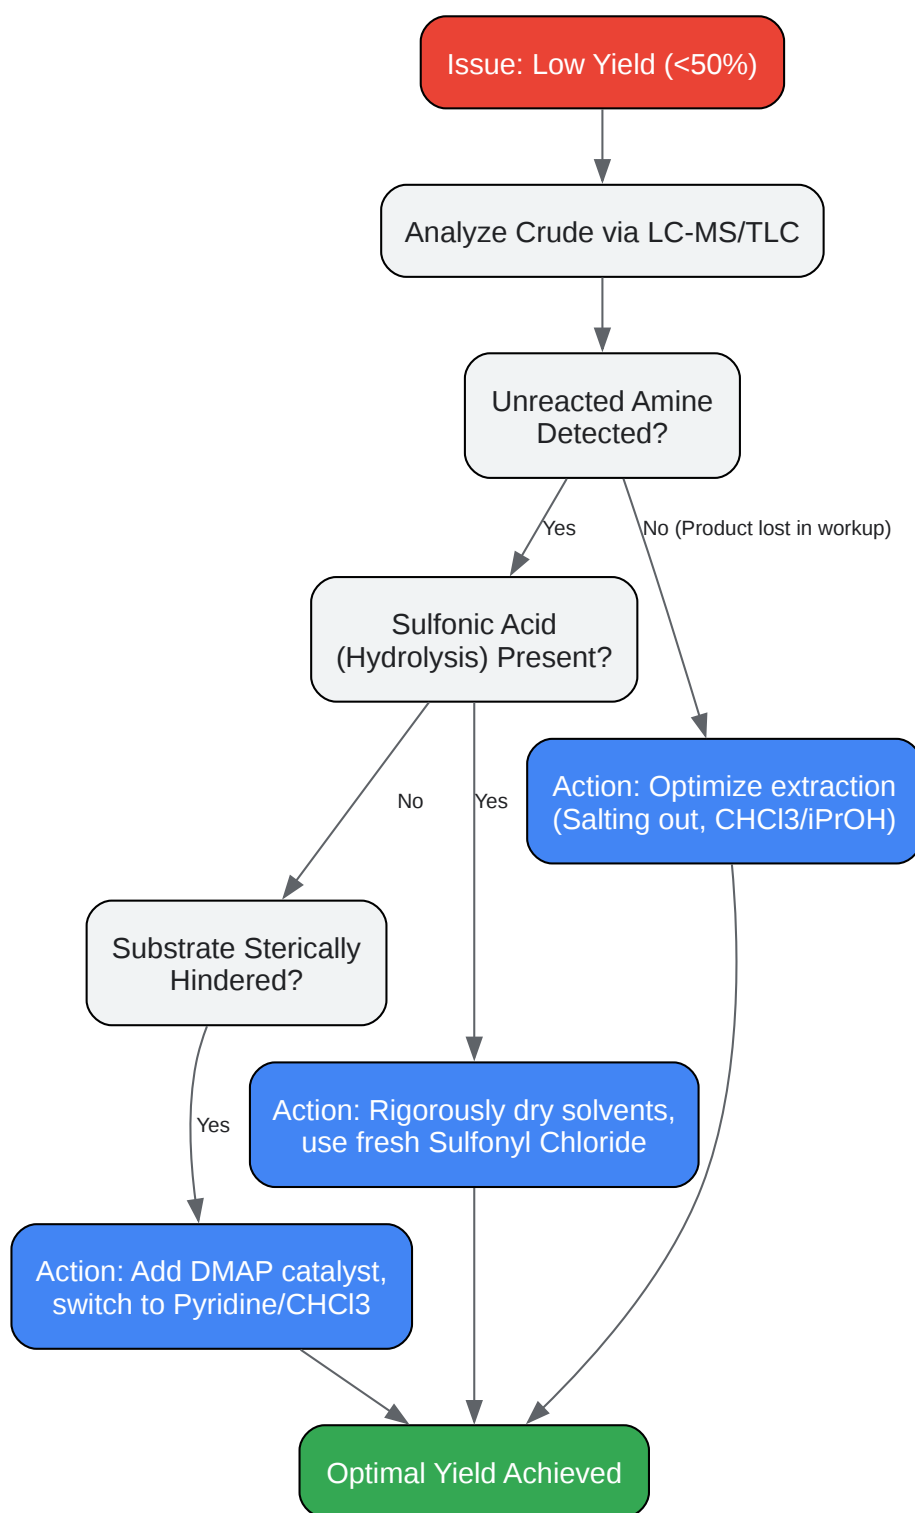 Issue: Low Yield (<50%)
Analyze Crude via LC-MS/TLC
Unreacted Amine
Detected?
Yes
No (Product lost in workup)
Sulfonic Acid
(Hydrolysis) Present?
Action: Optimize extraction
(Salting out, CHCl3/iPrOH)
No
Yes
Substrate Sterically
Hindered?
Action: Rigorously dry solvents,
use fresh Sulfonyl Chloride
Yes
Action: Add DMAP catalyst,
switch to Pyridine/CHCl3
Optimal Yield Achieved